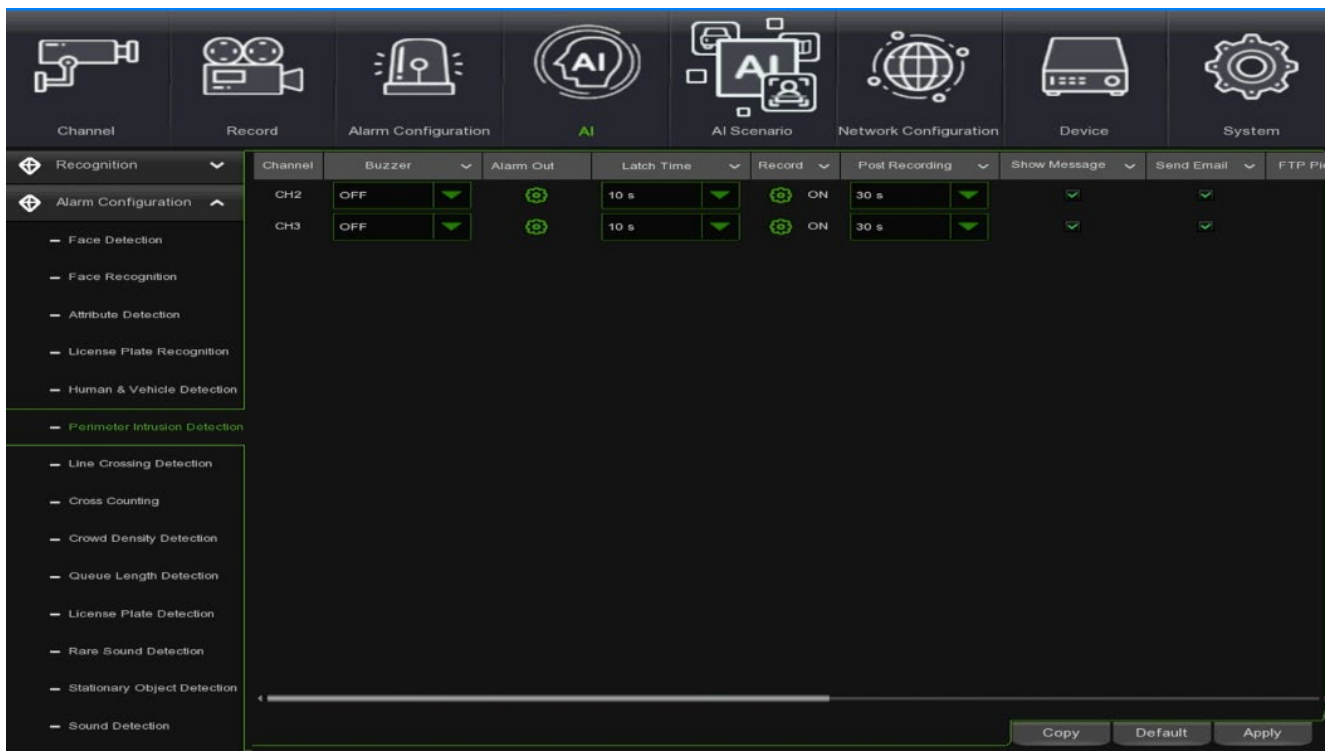 AI
AI
Channel
Record
Alarm Configuration
AI
AI Scenario
Network Configuration
Device
System
Recognition
Alarm Configuration
Face Detection
Face Recognition
Attribute Detection
License Plate Recognition
Human & Vehicle Detection
Perimeter Intrusion Detection
Line Crossing Detection
Cross Counting
Crowd Density Detection
Queue Length Detection
License Plate Detection
Rare Sound Detection
Stationary Object Detection
Sound Detection
Channel Buzzer Alarm Out Latch Time Record Post Recording Show Message Send Email FTP Pic
CH2 OFF 10 s ON 30 s
CH3 OFF 10 s ON 30 s
Copy Default Apply